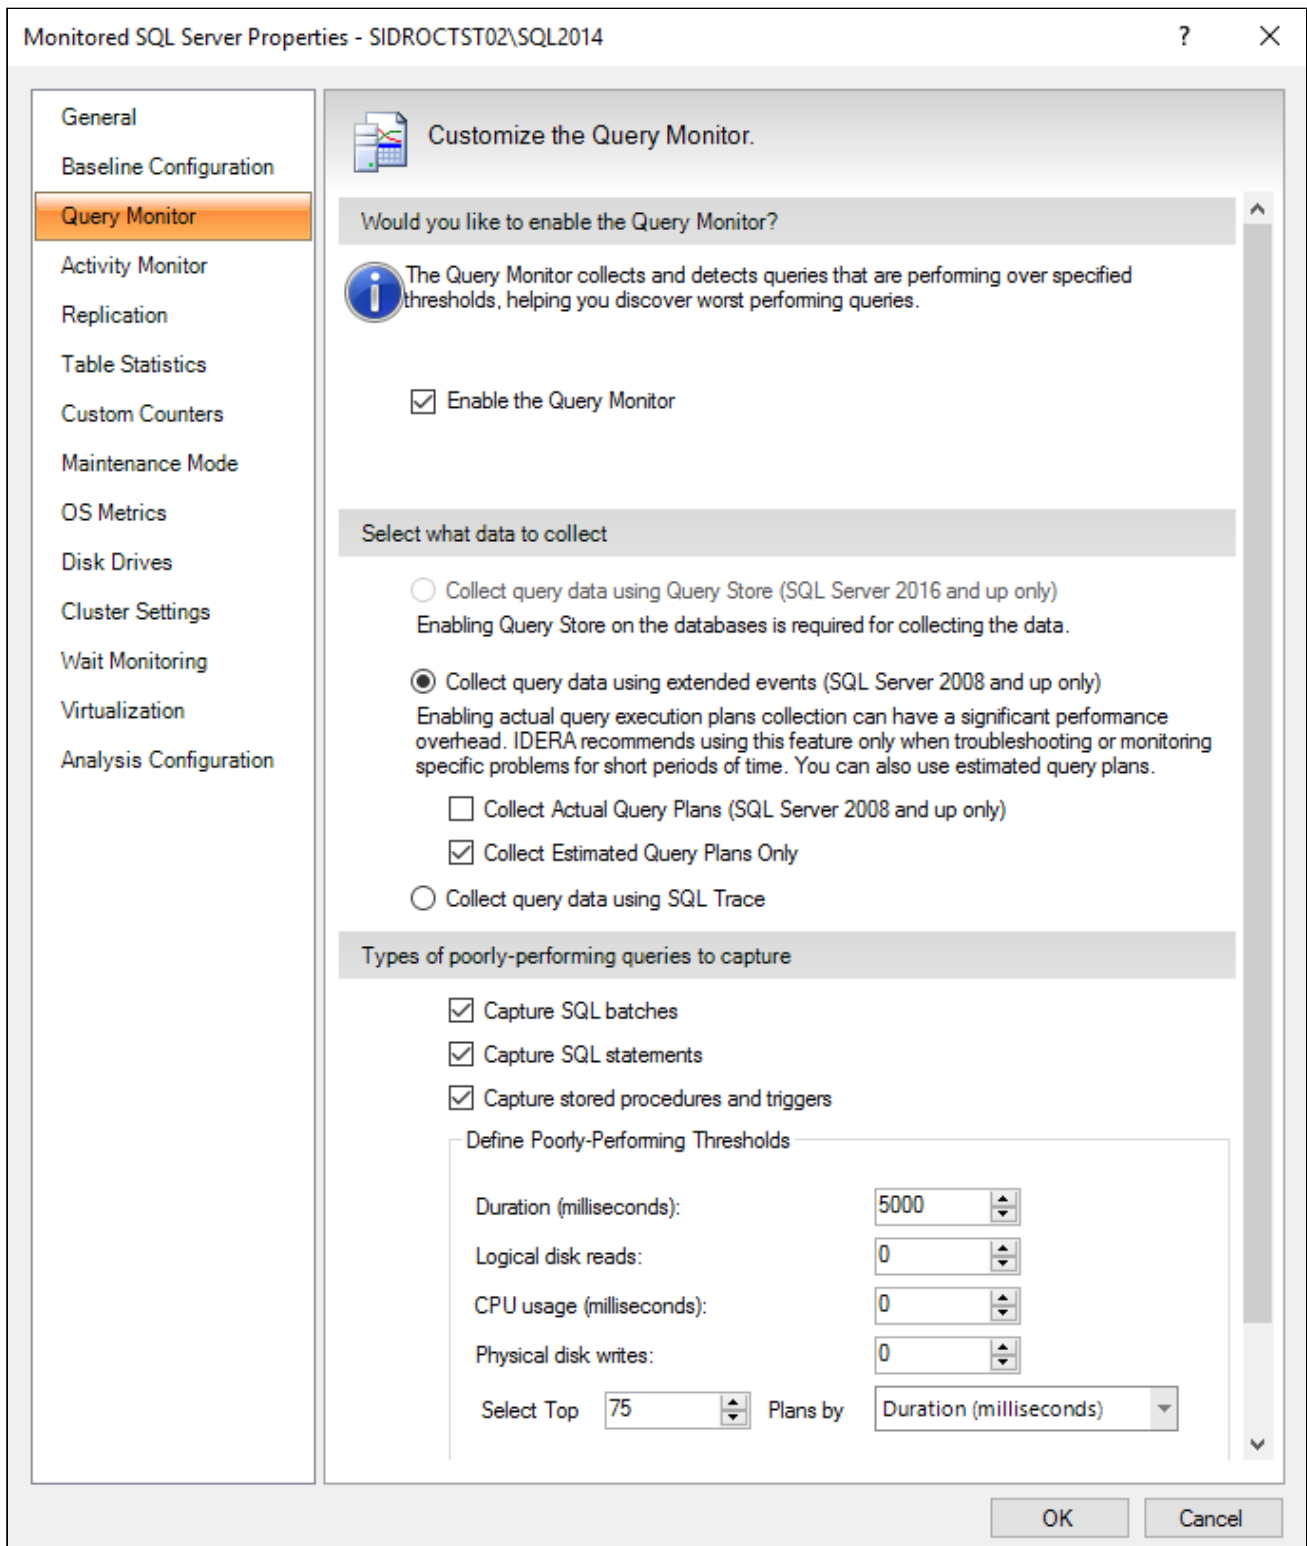 Monitored SQL Server Properties - SIDROCTST02\SQL2014
?
General
Baseline Configuration
Query Monitor
Activity Monitor
Replication
Table Statistics
Custom Counters
Maintenance Mode
OS Metrics
Disk Drives
Cluster Settings
Wait Monitoring
Virtualization
Analysis Configuration
Customize the Query Monitor.
Would you like to enable the Query Monitor?
The Query Monitor collects and detects queries that are performing over specified
thresholds, helping you discover worst performing queries.
Enable the Query Monitor
Select what data to collect
Collect query data using Query Store (SQL Server 2016 and up only)
Enabling Query Store on the databases is required for collecting the data.
Collect query data using extended events (SQL Server 2008 and up only)
Enabling actual query execution plans collection can have a significant performance
overhead. IDERA recommends using this feature only when troubleshooting or monitoring
specific problems for short periods of time. You can also use estimated query plans.
Collect Actual Query Plans (SQL Server 2008 and up only)
Collect Estimated Query Plans Only
Collect query data using SQL Trace
Types of poorly-performing queries to capture
Capture SQL batches
Capture SQL statements
Capture stored procedures and triggers
Define Poorly-Performing Thresholds
Duration (milliseconds): 5000
Logical disk reads: 0
CPU usage (milliseconds): 0
Physical disk writes: 0
Select Top 75 Plans by Duration (milliseconds)
OK Cancel